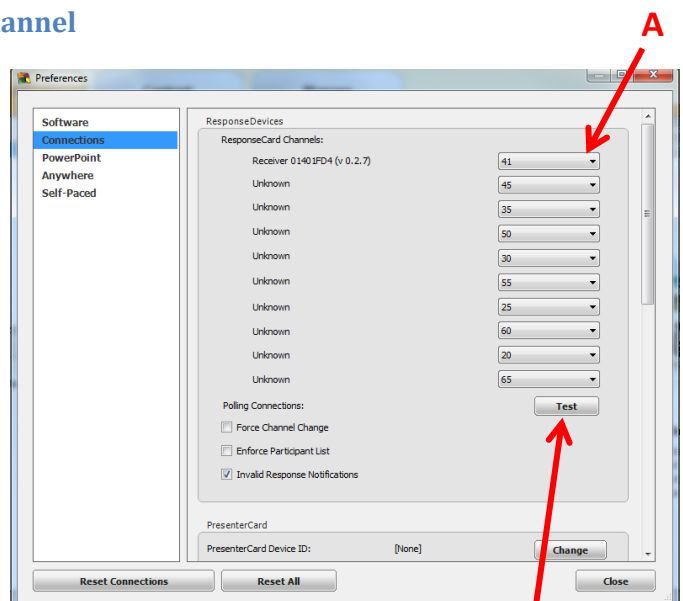 annel
A
Preferences
Software
Connections
PowerPoint
Anywhere
Self-Paced
ResponseDevices
ResponseCard Channels:
Receiver 01401FD4 (v 0.2.7) 41
Unknown 45
Unknown 35
Unknown 50
Unknown 30
Unknown 55
Unknown 25
Unknown 60
Unknown 20
Unknown 65
Polling Connections: Test
Force Channel Change
Enforce Participant List
Invalid Response Notifications
PresenterCard
PresenterCard Device ID: [None] Change
Reset Connections Reset All Close